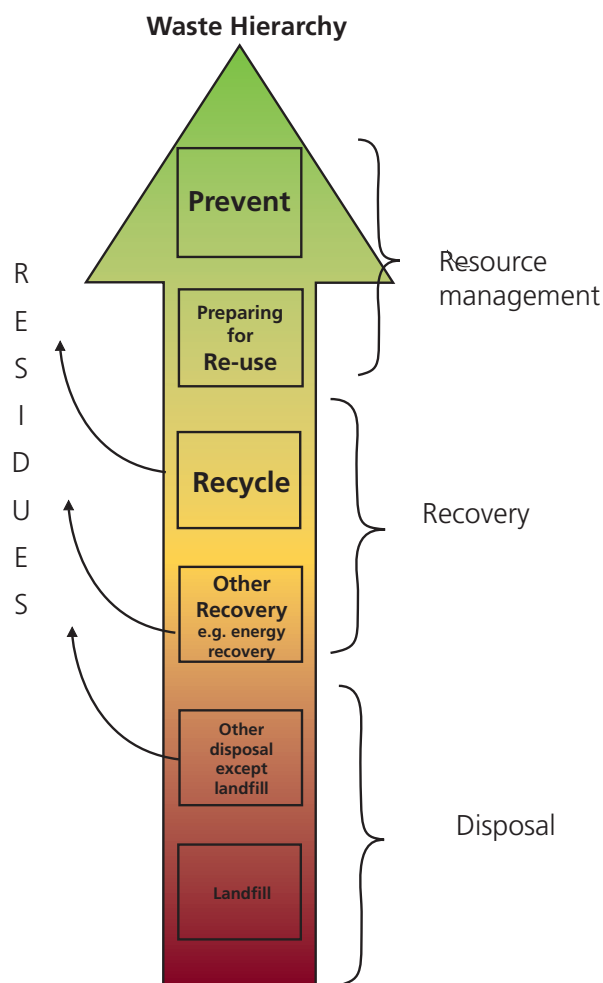 Waste Hierarchy
Prevent
Resource
management
Preparing
for
Re-use
R
E
S
I
D
U
E
S
Recycle
Recovery
Other
Recovery
e.g. energy
recovery
Other
disposal
except
landfill
Disposal
Landfill